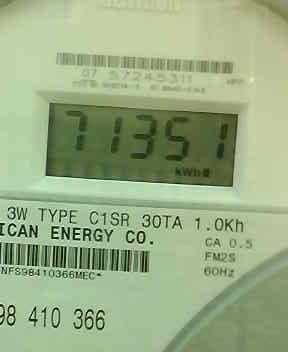 07 57245311
71351
kWh
3W TYPE C1SR 30TA 1.0Kh
ICAN ENERGY CO.
CA 0.5
FM2S
60Hz
NFS98410366MEC*
98 410 366